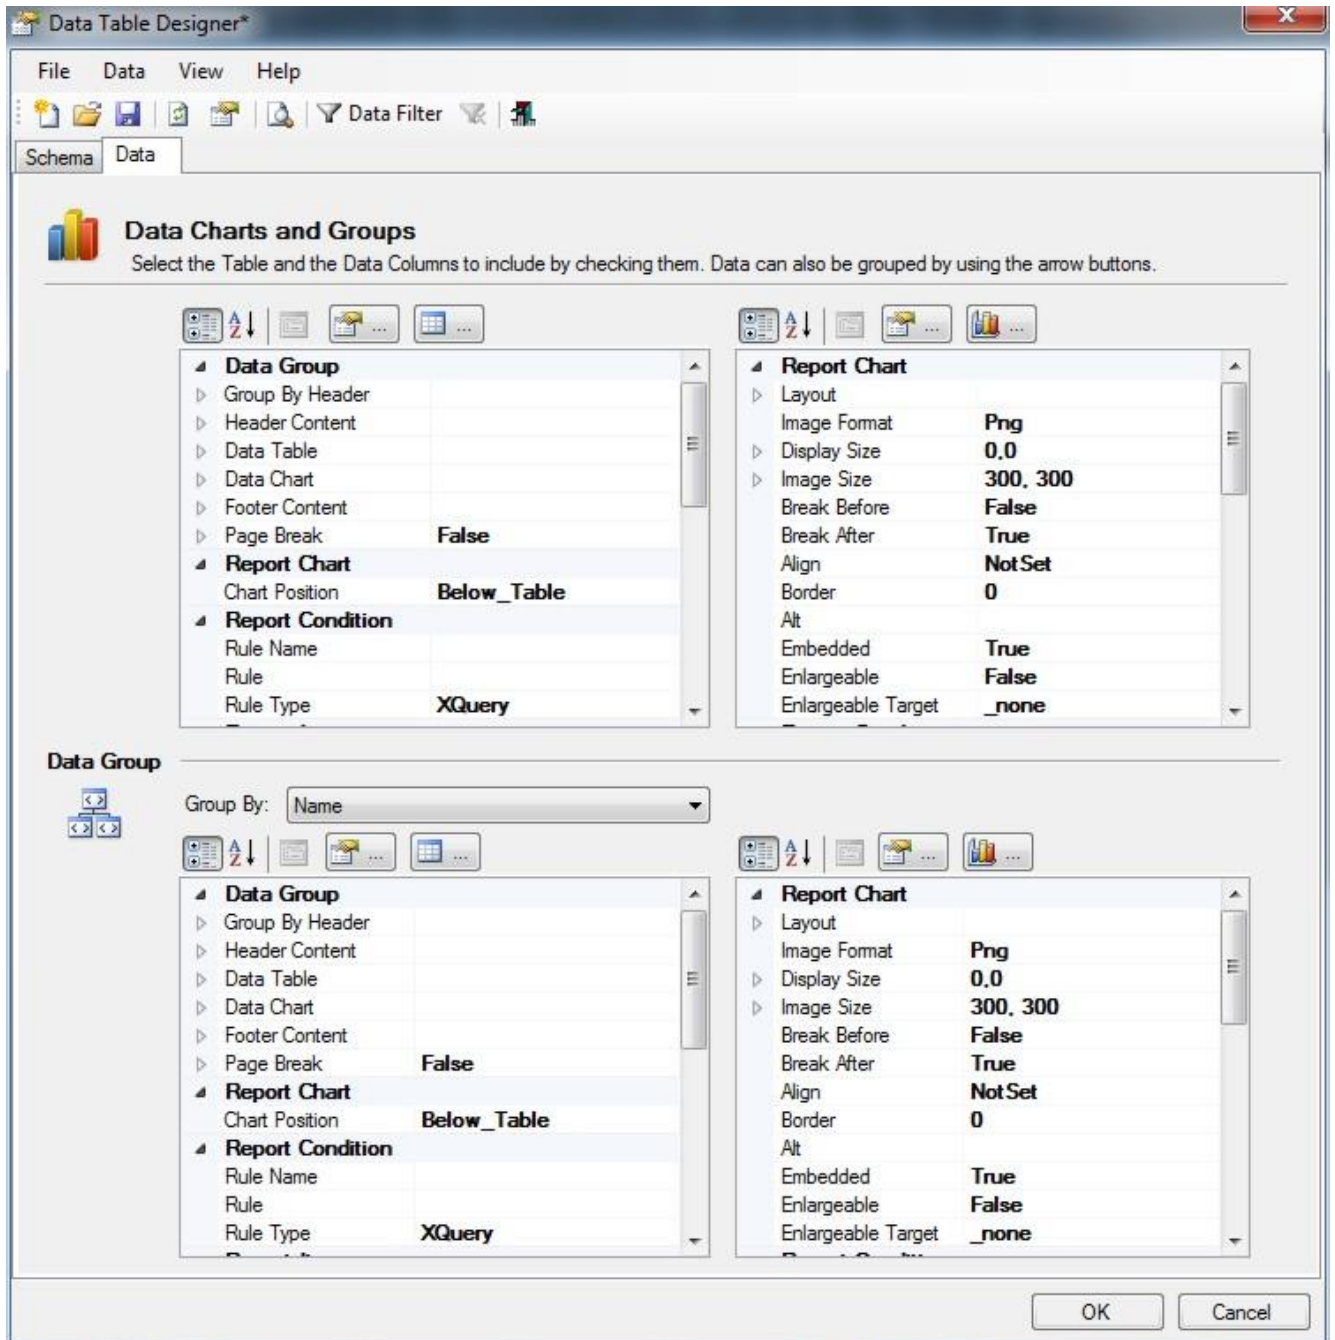 Data Table Designer*
File Data View Help
Data Filter
Schema Data
Data Charts and Groups
Select the Table and the Data Columns to include by checking them. Data can also be grouped by using the arrow buttons.
... ...
... ...
Data Group
Group By Header
Header Content
Data Table
Data Chart
Footer Content
Page Break False
Report Chart
Chart Position Below_Table
Report Condition
Rule Name
Rule
Rule Type XQuery
Report Chart
Layout
Image Format Png
Display Size 0,0
Image Size 300, 300
Break Before False
Break After True
Align NotSet
Border 0
Alt
Embedded True
Enlargeable False
Enlargeable Target _none
Data Group
Group By: Name
... ...
... ...
Data Group
Group By Header
Header Content
Data Table
Data Chart
Footer Content
Page Break False
Report Chart
Chart Position Below_Table
Report Condition
Rule Name
Rule
Rule Type XQuery
Report Chart
Layout
Image Format Png
Display Size 0,0
Image Size 300, 300
Break Before False
Break After True
Align NotSet
Border 0
Alt
Embedded True
Enlargeable False
Enlargeable Target _none
OK Cancel